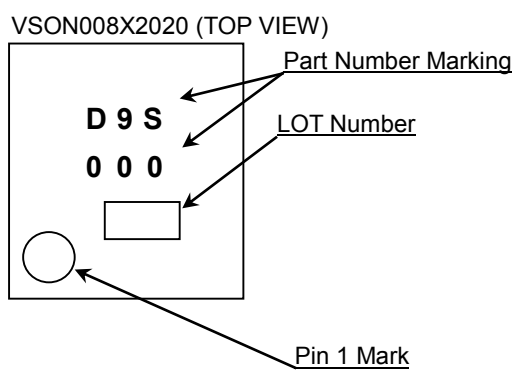 VSON008X2020 (TOP VIEW)
Part Number Marking
D 9 S
LOT Number
0 0 0
Pin 1 Mark